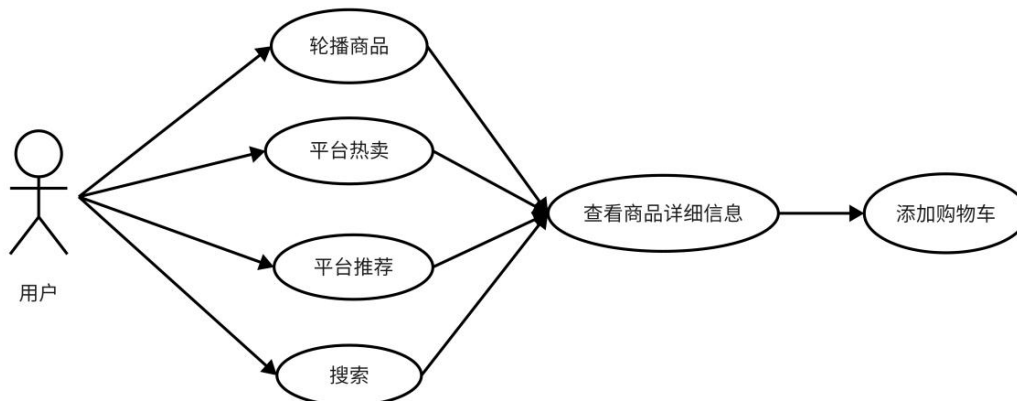 轮播商品
平台热卖
查看商品详细信息
添加购物车
平台推荐
用户
搜索